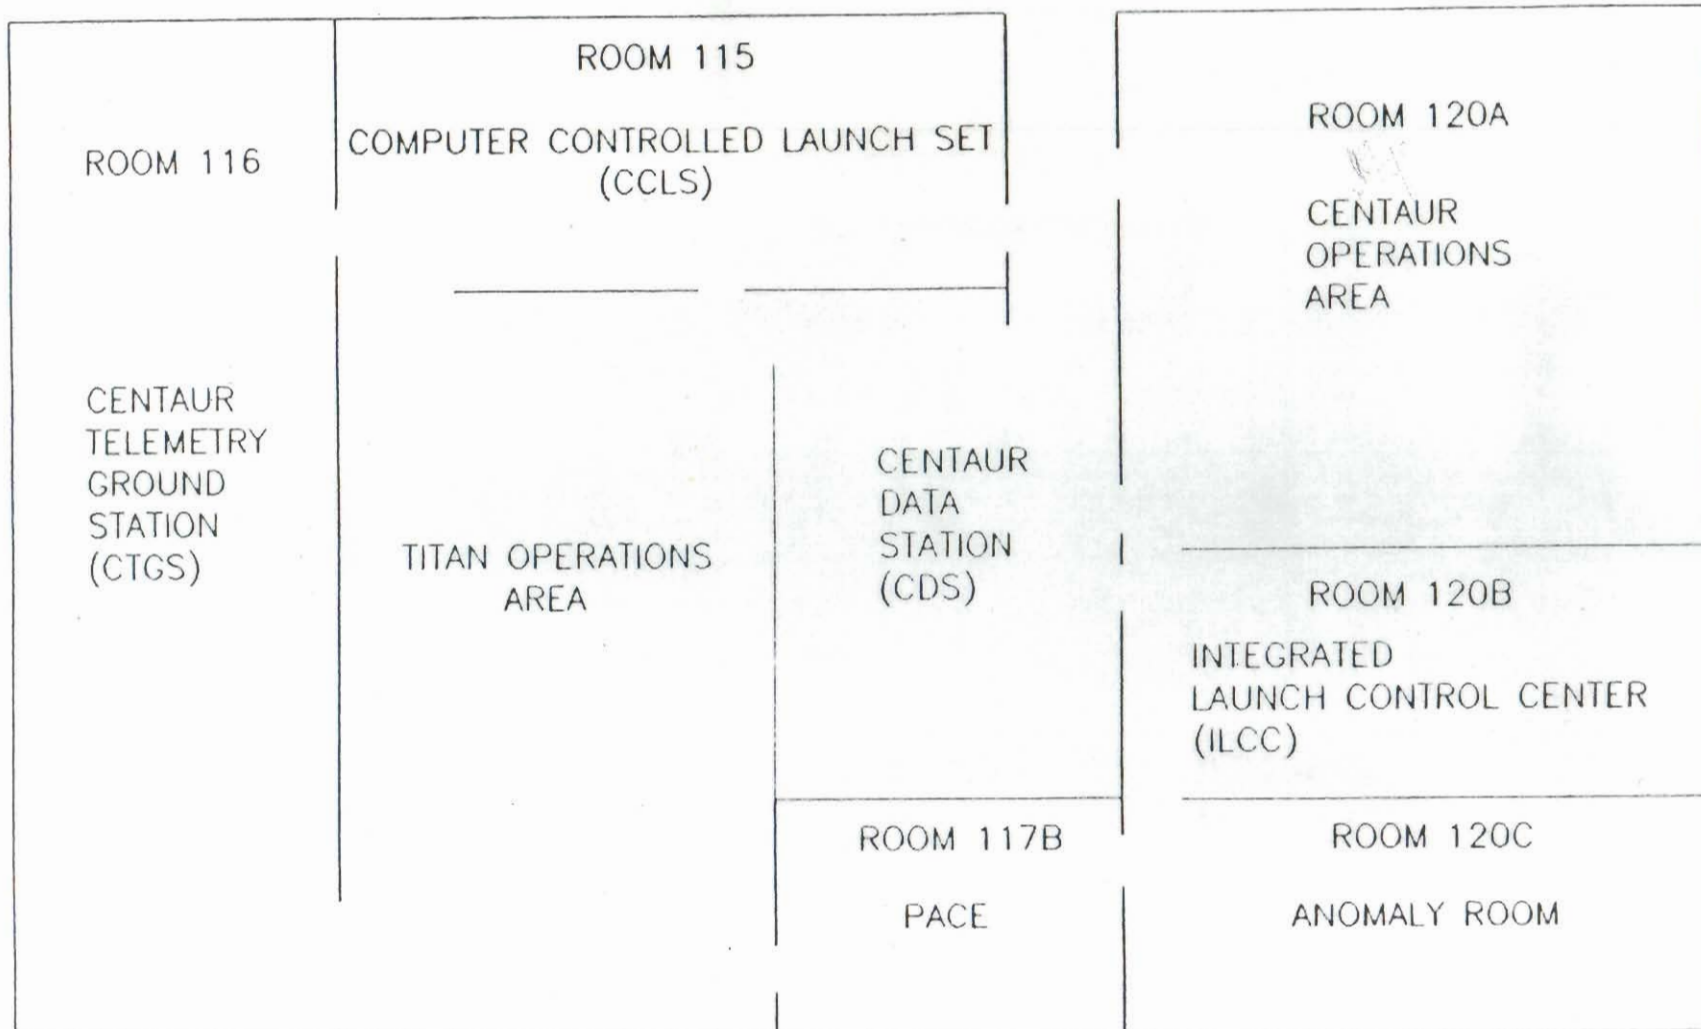 ROOM 115
COMPUTER CONTROLLED LAUNCH SET
(CCLS)
ROOM 116
CENTAUR
TELEMETRY
GROUND
STATION
(CTGS)
TITAN OPERATIONS
AREA
CENTAUR
DATA
STATION
(CDS)
ROOM 117B
PACE
ROOM 120A
CENTAUR
OPERATIONS
AREA
ROOM 120B
INTEGRATED
LAUNCH CONTROL CENTER
(ILCC)
ROOM 120C
ANOMALY ROOM